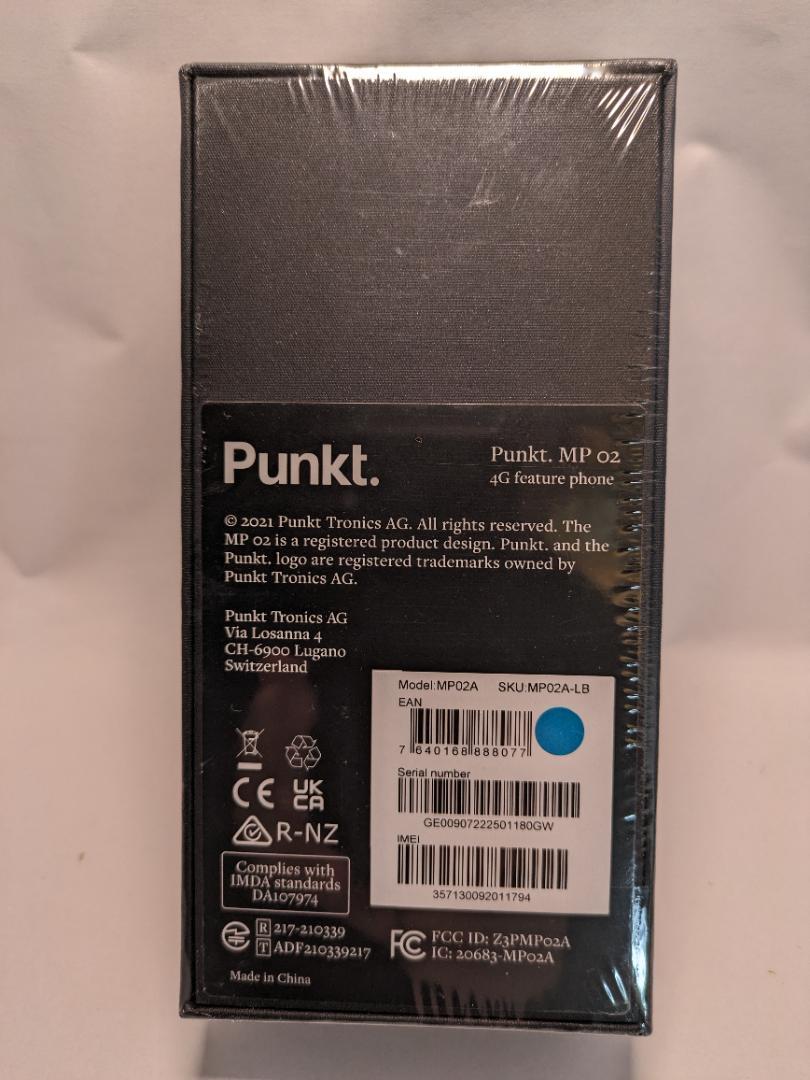 Punkt.
Punkt. MP 02
4G feature phone
© 2021 Punkt Tronics AG. All rights reserved. The
MP 02 is a registered product design. Punkt. and the
Punkt. logo are registered trademarks owned by
Punkt Tronics AG.
Punkt Tronics AG
Via Losanna 4
CH-6900 Lugano
Switzerland
Model:MP02A SKU:MP02A-LB
EAN
7 640168 888077
Serial number
GE00907222501180GW
IMEI
357130092011794
CE UK
CA
R-NZ
Complies with
IMDA standards
DA107974
R 217-210339
T ADF210339217
FC FCC ID: Z3PMP02A
IC: 20683-MP02A
Made in China